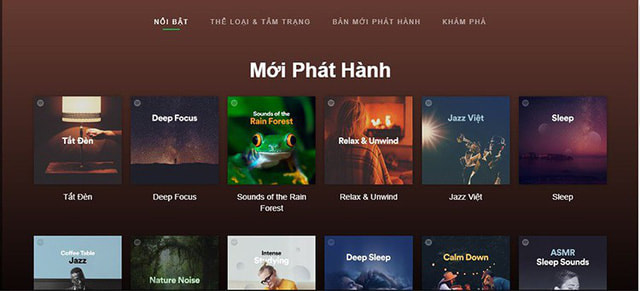 NỔI BẬT
THỂ LOẠI & TÂM TRẠNG
BẢN MỚI PHÁT HÀNH
KHÁM PHÁ
Mới Phát Hành
Tắt Đèn
Deep Focus
Sounds of the
Rain Forest
Relax & Unwind
Jazz Việt
Sleep
Tắt Đèn
Deep Focus
Sounds of the Rain
Forest
Relax & Unwind
Jazz Việt
Sleep
Coffee Table
Jazz
Nature Noise
Intense
Studying
Deep Sleep
Calm Down
ASMR
Sleep Sounds